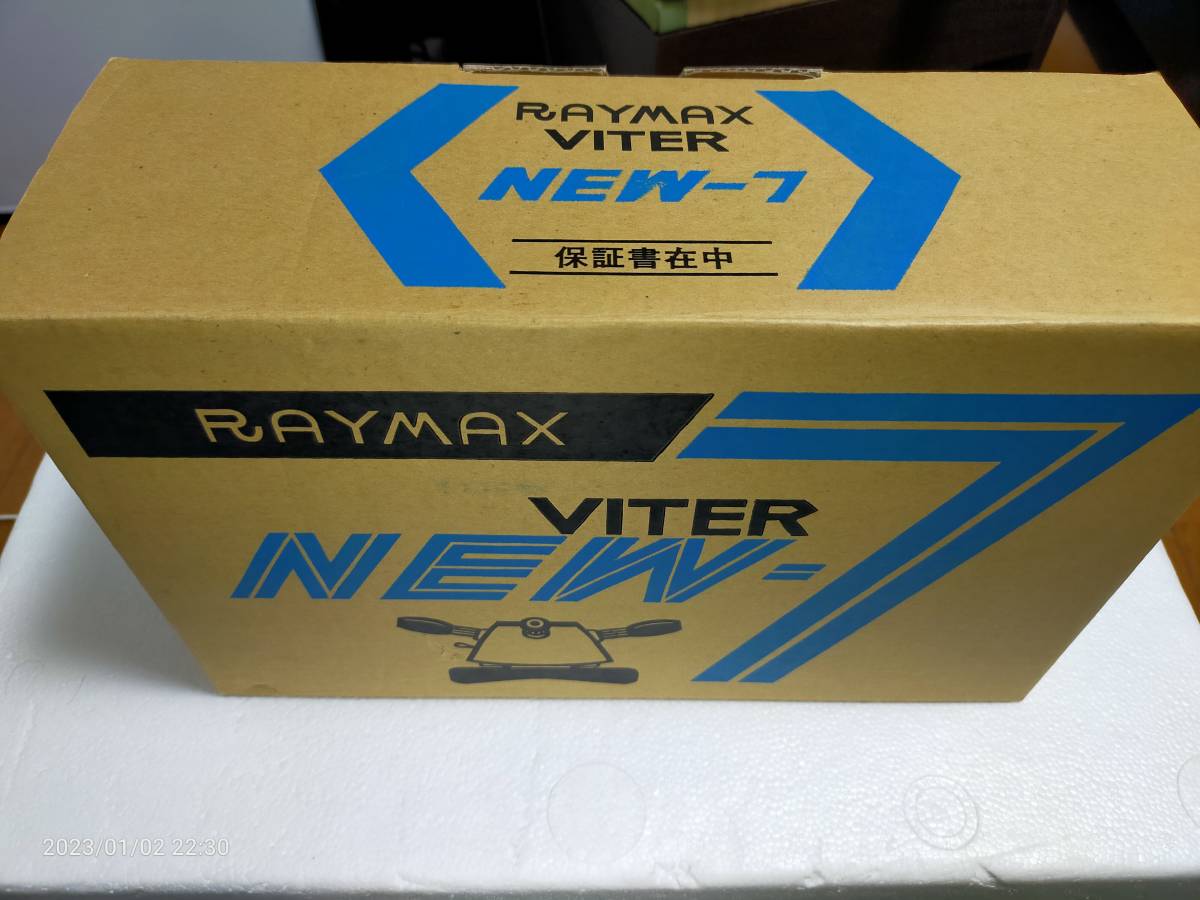 RAYMAX
VITER
NEW-7
保証書在中
RAYMAX
VITER
NEW-7
2023/01/02 22:30